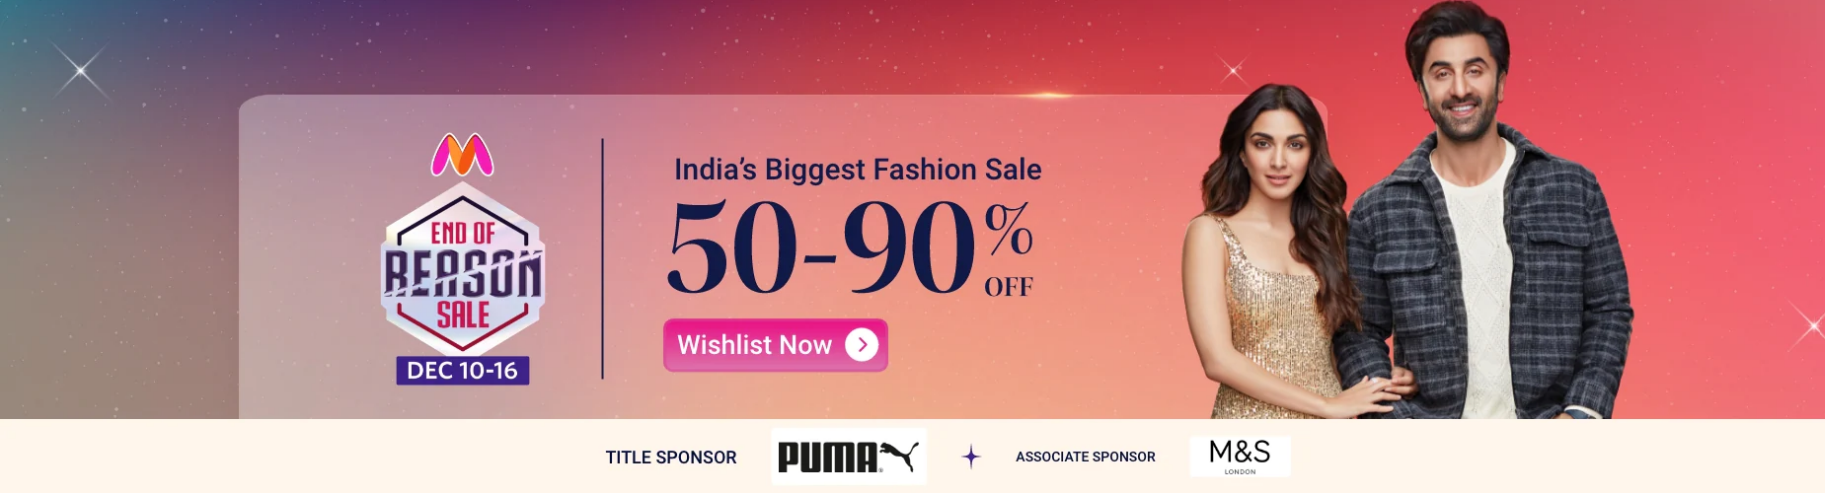 END OF
REASON
SALE
DEC 10-16
India's Biggest Fashion Sale
50-90%
OFF
Wishlist Now
TITLE SPONSOR
PUMA
ASSOCIATE SPONSOR
M&S
LONDON